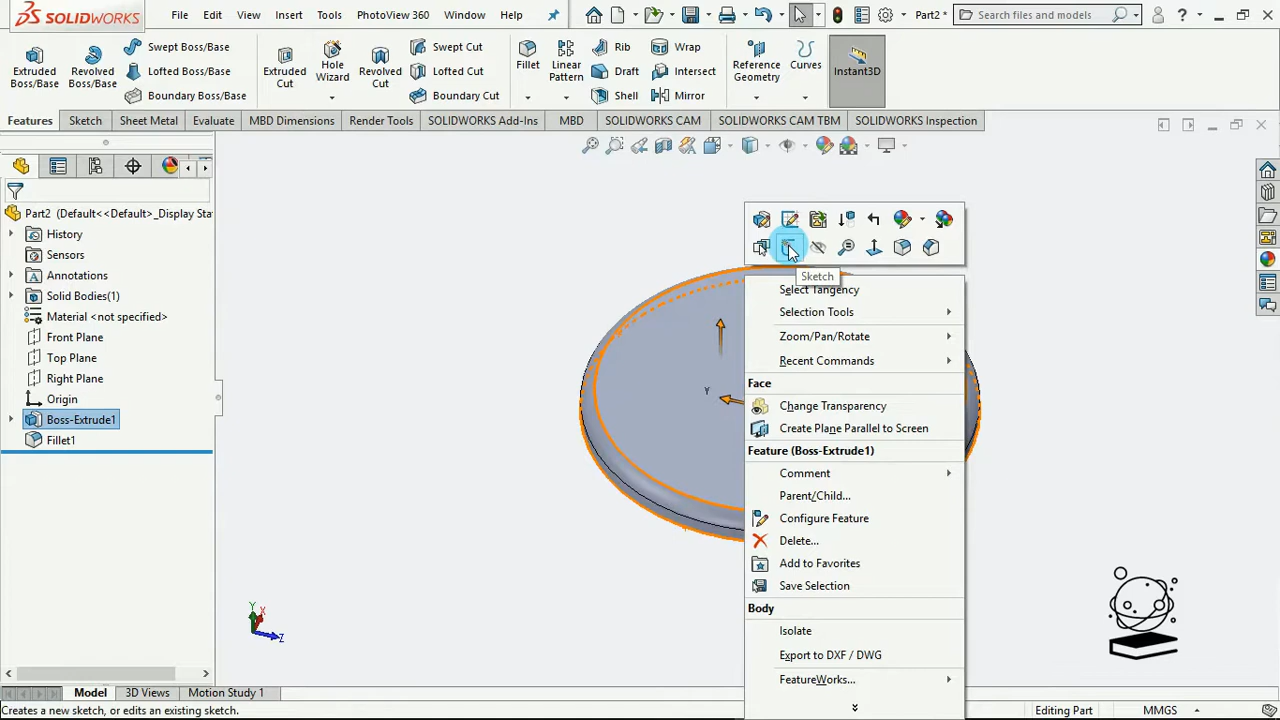 SOLIDWORKS
File Edit View Insert Tools PhotoView 360 Window Help
Part2 *
Search files and models
Extruded Boss/Base
Revolved Boss/Base
Swept Boss/Base
Lofted Boss/Base
Boundary Boss/Base
Extruded Cut
Hole Wizard
Revolved Cut
Swept Cut
Lofted Cut
Boundary Cut
Fillet
Linear Pattern
Rib
Draft
Shell
Wrap
Intersect
Mirror
Reference Geometry
Curves
Instant3D
Features Sketch Sheet Metal Evaluate MBD Dimensions Render Tools SOLIDWORKS Add-Ins MBD SOLIDWORKS CAM SOLIDWORKS CAM TBM SOLIDWORKS Inspection
Part2 (Default<<Default>_Display Sta
History
Sensors
Annotations
Solid Bodies(1)
Material <not specified>
Front Plane
Top Plane
Right Plane
Origin
Boss-Extrude1
Fillet1
Sketch
Select Tangency
Selection Tools
Zoom/Pan/Rotate
Recent Commands
Face
Change Transparency
Create Plane Parallel to Screen
Feature (Boss-Extrude1)
Comment
Parent/Child...
Configure Feature
Delete...
Add to Favorites
Save Selection
Body
Isolate
Export to DXF / DWG
FeatureWorks...
Y
Y
X
Z
Model 3D Views Motion Study 1
Creates a new sketch, or edits an existing sketch.
Editing Part
MMGS